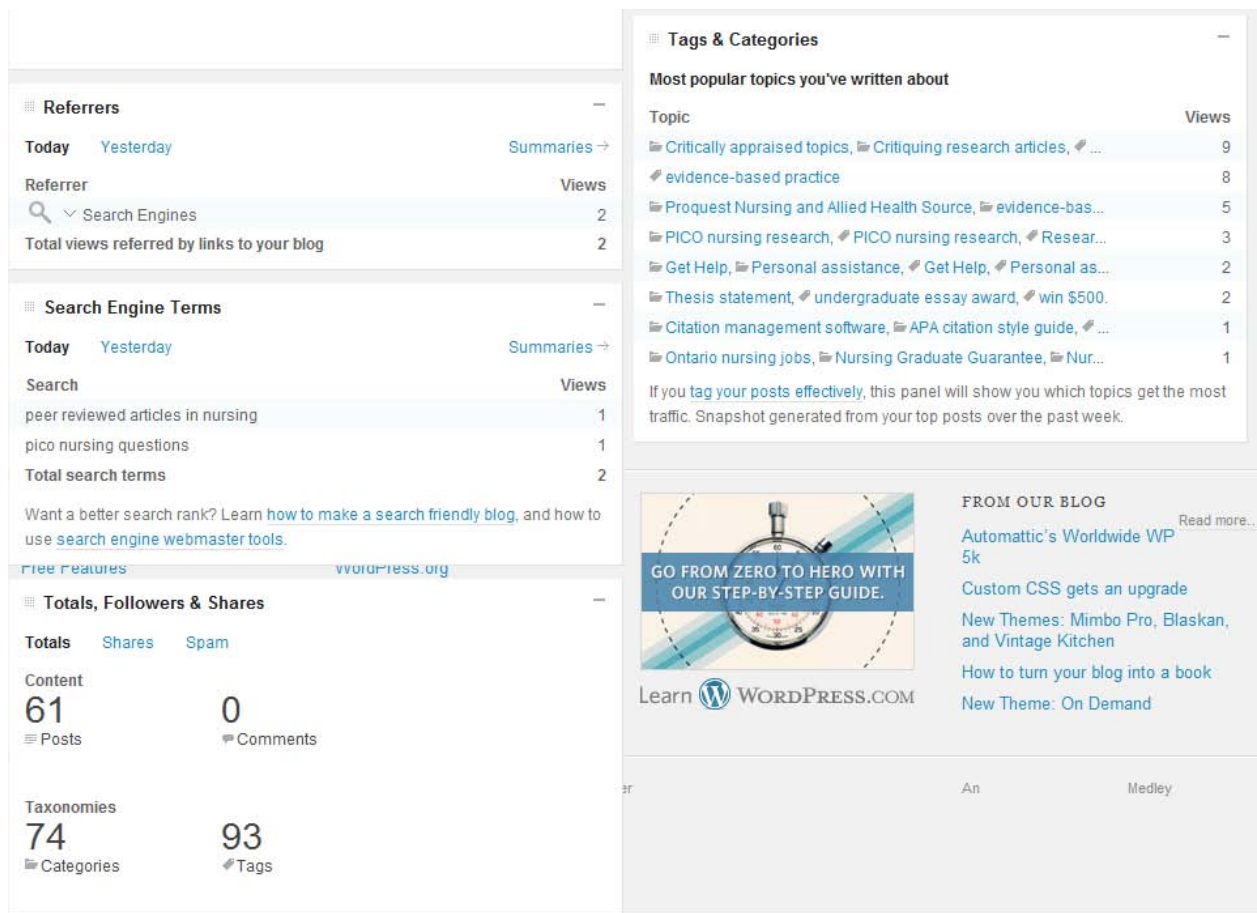 Referrers
Today Yesterday Summaries →
Referrer Views
Search Engines 2
Total views referred by links to your blog 2
Search Engine Terms
Today Yesterday Summaries →
Search Views
peer reviewed articles in nursing 1
pico nursing questions 1
Total search terms 2
Want a better search rank? Learn how to make a search friendly blog, and how to
use search engine webmaster tools.
Free Features WordPress.org
Totals, Followers & Shares
Totals Shares Spam
Content
61 0
Posts Comments
Taxonomies
74 93
Categories Tags
Tags & Categories
Most popular topics you've written about
Topic Views
Critically appraised topics, Critiquing research articles, ... 9
evidence-based practice 8
Proquest Nursing and Allied Health Source, evidence-bas... 5
PICO nursing research, PICO nursing research, Resear... 3
Get Help, Personal assistance, Get Help, Personal as... 2
Thesis statement, undergraduate essay award, win $500. 2
Citation management software, APA citation style guide, ... 1
Ontario nursing jobs, Nursing Graduate Guarantee, Nur... 1
If you tag your posts effectively, this panel will show you which topics get the most
traffic. Snapshot generated from your top posts over the past week.
GO FROM ZERO TO HERO WITH
OUR STEP-BY-STEP GUIDE.
Learn WORDPRESS.COM
FROM OUR BLOG
Read more..
Automattic's Worldwide WP
5k
Custom CSS gets an upgrade
New Themes: Mimbo Pro, Blaskan,
and Vintage Kitchen
How to turn your blog into a book
New Theme: On Demand
er An Medley